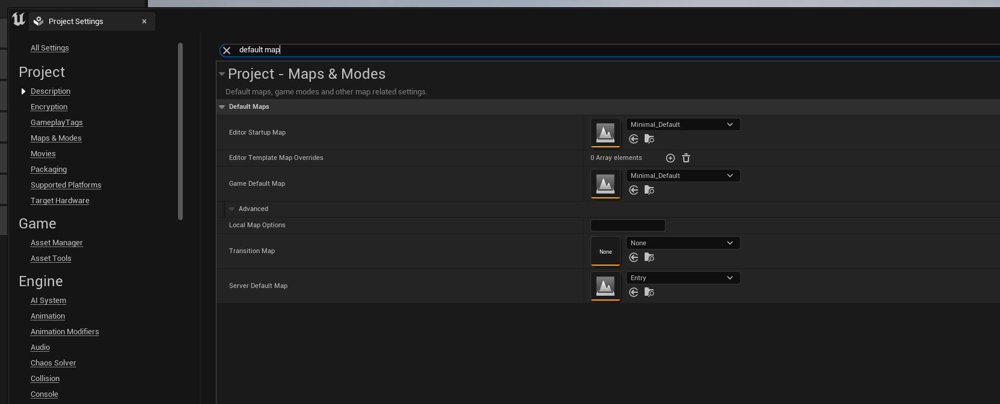 Project Settings
All Settings
Project
Description
Encryption
GameplayTags
Maps & Modes
Movies
Packaging
Supported Platforms
Target Hardware
Game
Asset Manager
Asset Tools
Engine
AI System
Animation
Animation Modifiers
Audio
Chaos Solver
Collision
Console
default map
Project - Maps & Modes
Default maps, game modes and other map related settings.
Default Maps
Editor Startup Map
Minimal_Default
Editor Template Map Overrides
0 Array elements
Game Default Map
Minimal_Default
Advanced
Local Map Options
Transition Map
None
None
Server Default Map
Entry